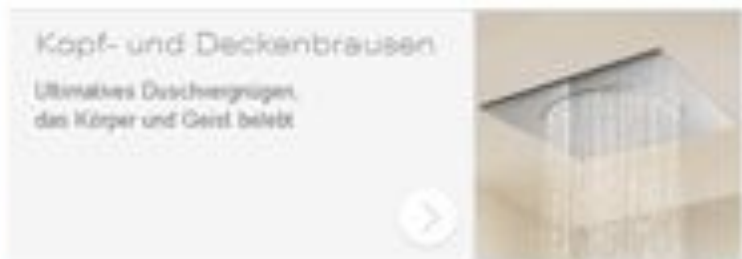 Kopf- und Deckenbrausen
Ultimatives Duschvergnügen,
das Körper und Geist belebt